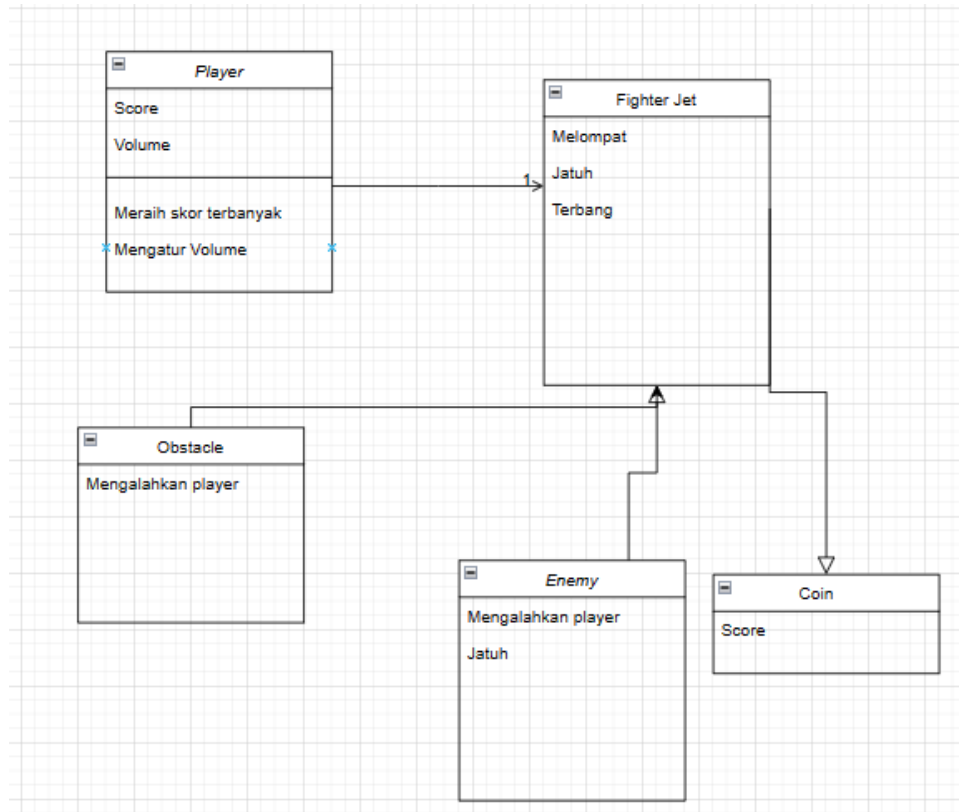 Player
Score
Volume
Meraih skor terbanyak
Mengatur Volume
1
Fighter Jet
Melompat
Jatuh
Terbang
Obstacle
Mengalahkan player
Enemy
Mengalahkan player
Jatuh
Coin
Score